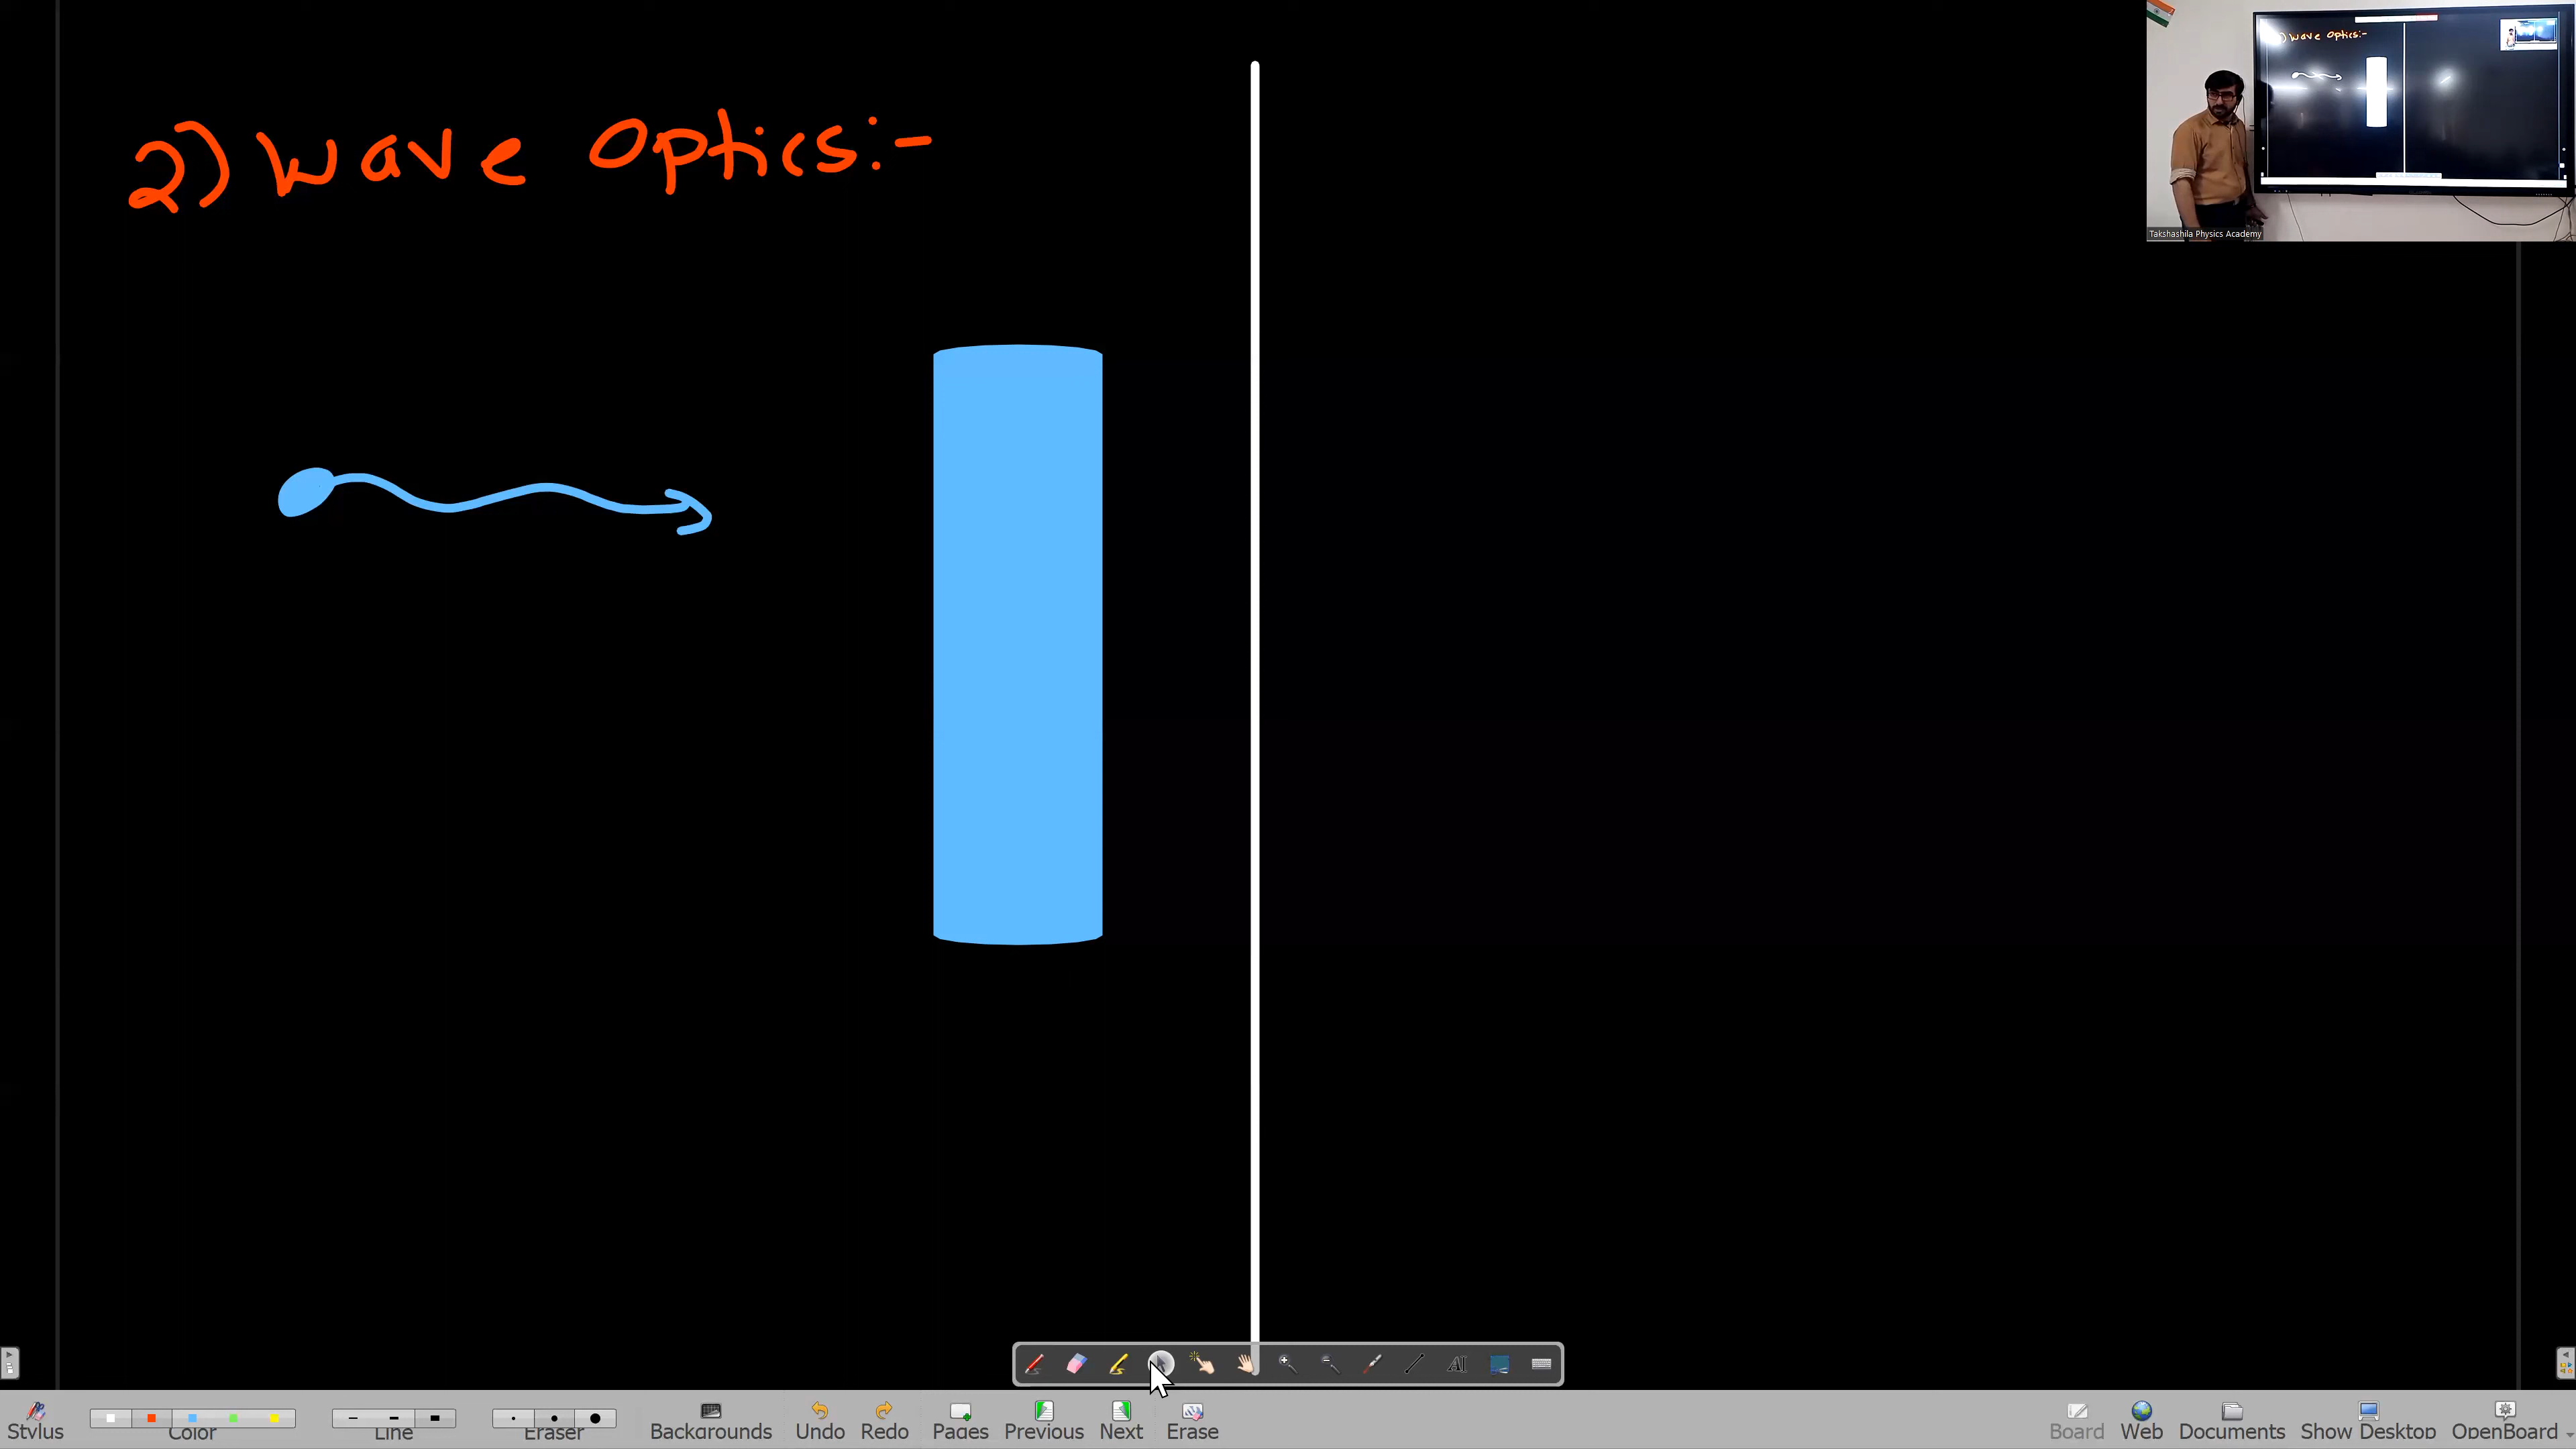 2) Wave Optics:-
Takshashila Physics Academy
Stylus
Color
Line
Eraser
Backgrounds
Undo
Redo
Pages
Previous
Next
Erase
Board
Web
Documents
Show Desktop
OpenBoard